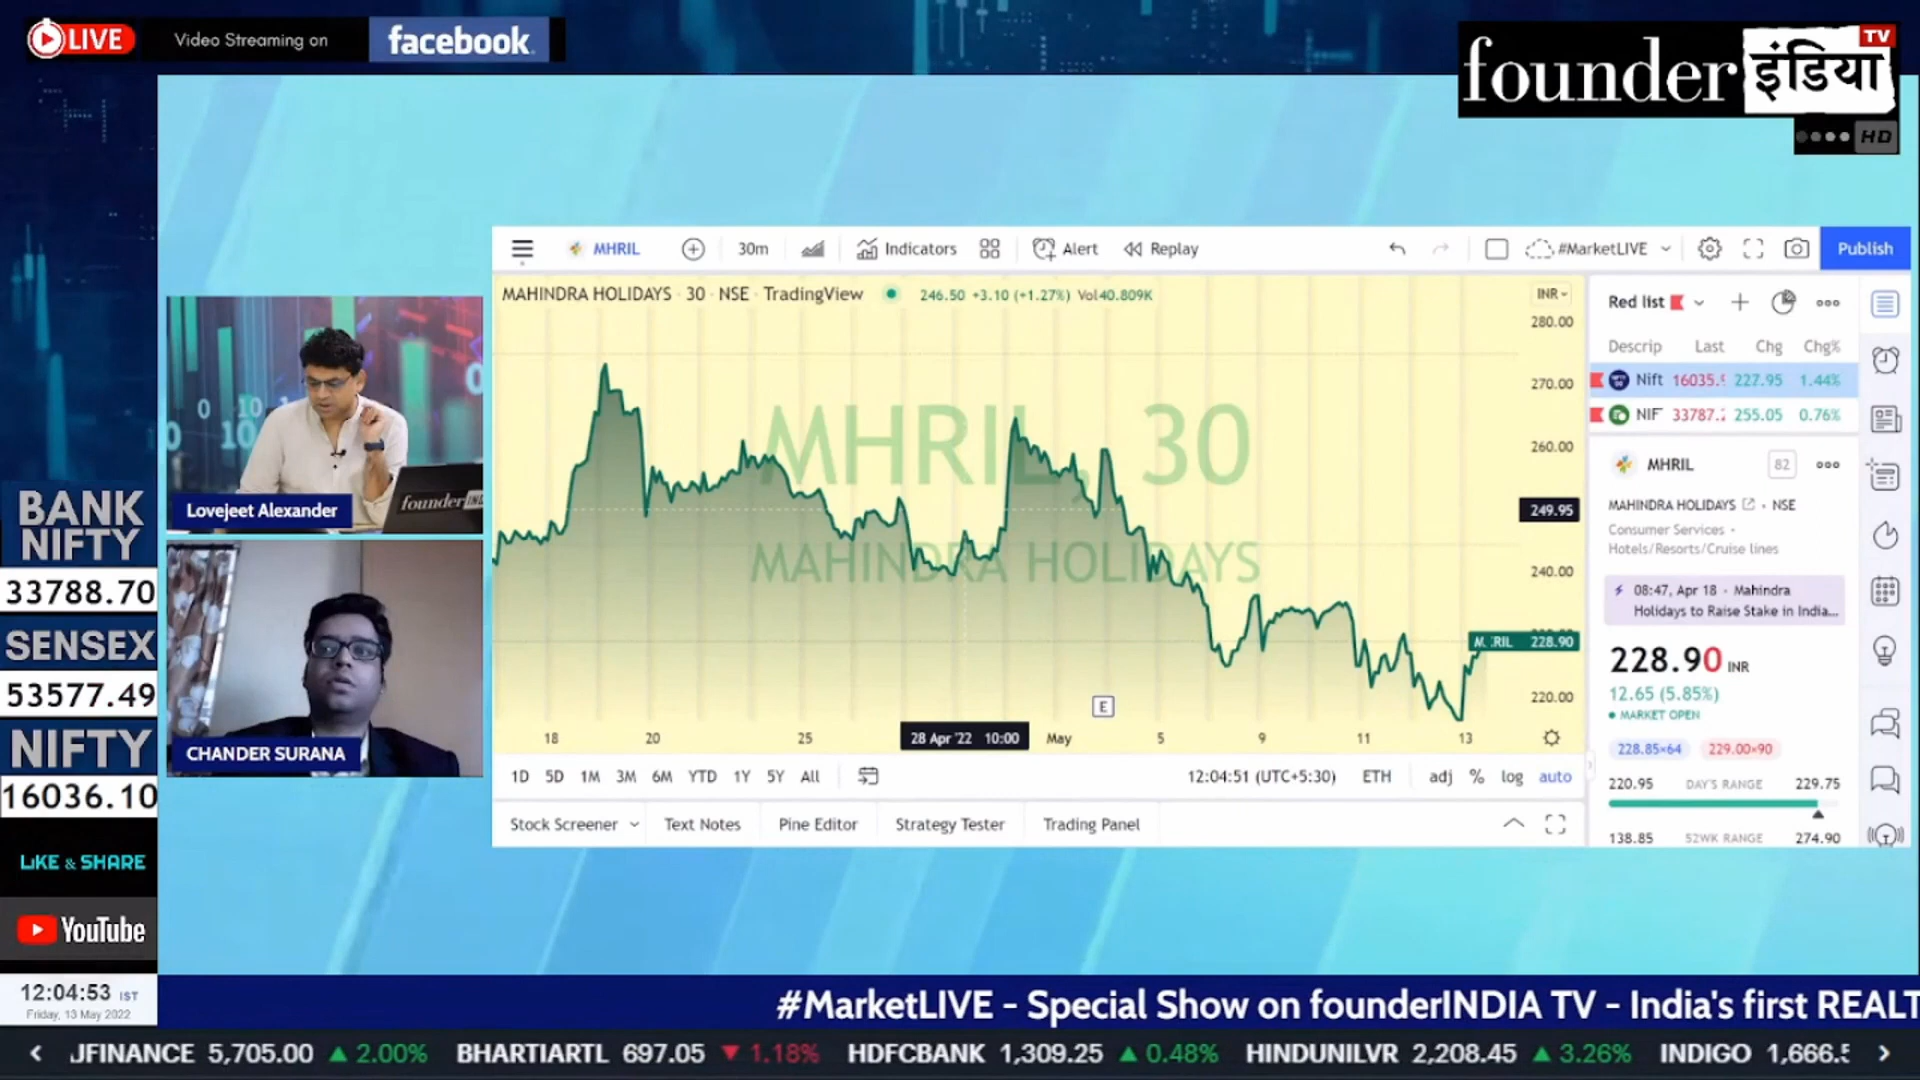 LIVE
Video Streaming on
facebook
founder इंडिया TV
HD
MHRIL
30m
Indicators
Alert
Replay
#MarketLIVE
Publish
MAHINDRA HOLIDAYS · 30 · NSE · TradingView
246.50 +3.10 (+1.27%) Vol40.809K
INR
280.00
270.00
260.00
249.95
240.00
228.90
220.00
MHRIL, 30
MAHINDRA HOLIDAYS
E
18
20
25
28 Apr '22 10:00
May
5
9
11
13
1D 5D 1M 3M 6M YTD 1Y 5Y All
12:04:51 (UTC+5:30)
ETH
adj % log auto
Stock Screener
Text Notes
Pine Editor
Strategy Tester
Trading Panel
Red list
Descrip Last Chg Chg%
Nift 16035. 227.95 1.44%
NIF 33787. 255.05 0.76%
MHRIL
82
MAHINDRA HOLIDAYS · NSE
Consumer Services ·
Hotels/Resorts/Cruise lines
08:47, Apr 18 · Mahindra
Holidays to Raise Stake in India...
228.90 INR
12.65 (5.85%)
MARKET OPEN
228.85×64
229.00×90
220.95 DAY'S RANGE 229.75
138.85 52WK RANGE 274.90
Lovejeet Alexander
founder
CHANDER SURANA
BANK
NIFTY
33788.70
SENSEX
53577.49
NIFTY
16036.10
LIKE & SHARE
YouTube
12:04:53 IST
Friday, 13 May 2022
#MarketLIVE - Special Show on founderINDIA TV - India's first REALT
JFINANCE 5,705.00 ▲ 2.00% BHARTIARTL 697.05 ▼ 1.18% HDFCBANK 1,309.25 ▲ 0.48% HINDUNILVR 2,208.45 ▲ 3.26% INDIGO 1,666.5